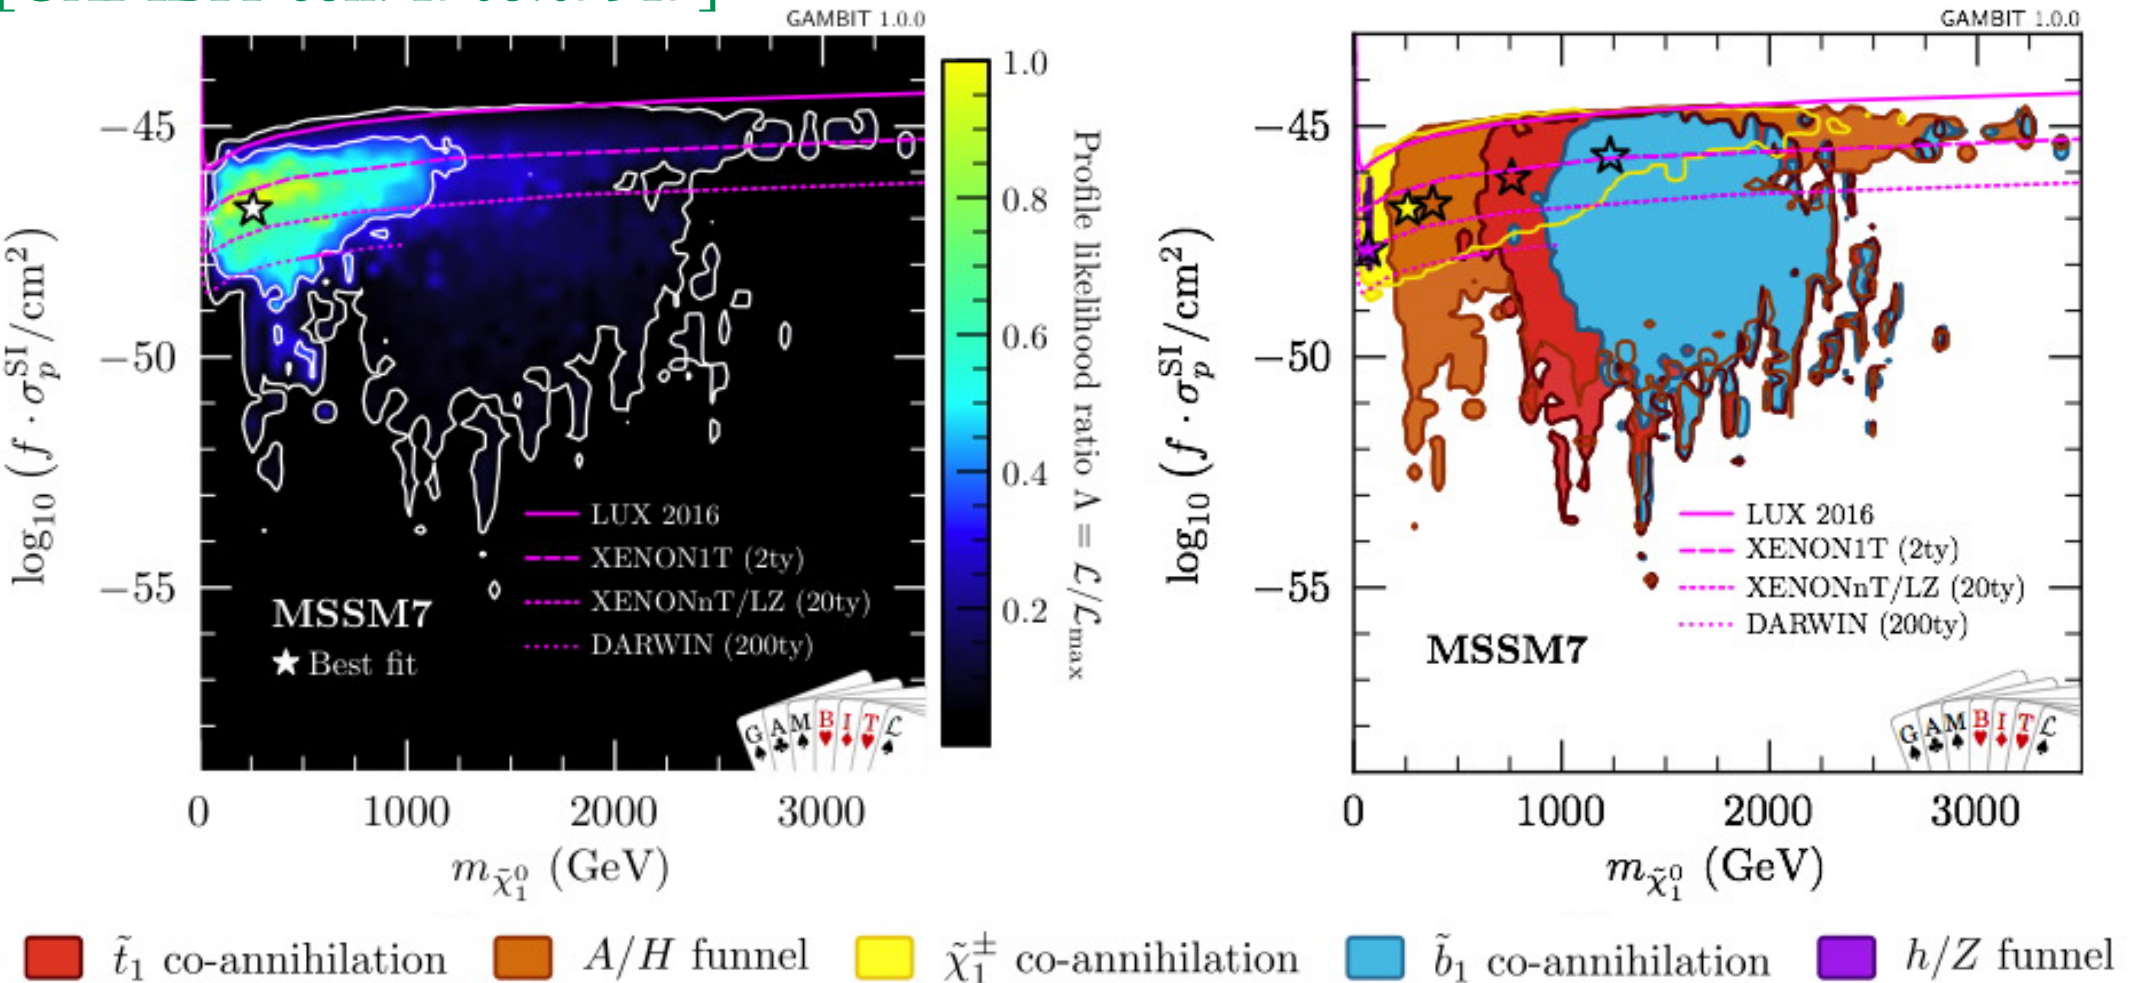 GAMBIT 1.0.0
−45
−50
−55
log₁₀ (f · σₚˢᴵ/cm²)
LUX 2016
XENON1T (2ty)
XENONnT/LZ (20ty)
DARWIN (200ty)
MSSM7
Best fit
G A M B I T L
0 1000 2000 3000
m_χ̃₁⁰ (GeV)
1.0
0.8
0.6
0.4
0.2
Profile likelihood ratio Λ = ℒ/ℒmax
GAMBIT 1.0.0
−45
−50
−55
log₁₀ (f · σₚˢᴵ/cm²)
LUX 2016
XENON1T (2ty)
XENONnT/LZ (20ty)
DARWIN (200ty)
MSSM7
G A M B I T L
0 1000 2000 3000
m_χ̃₁⁰ (GeV)
t̃₁ co-annihilation A/H funnel χ̃₁± co-annihilation b̃₁ co-annihilation h/Z funnel